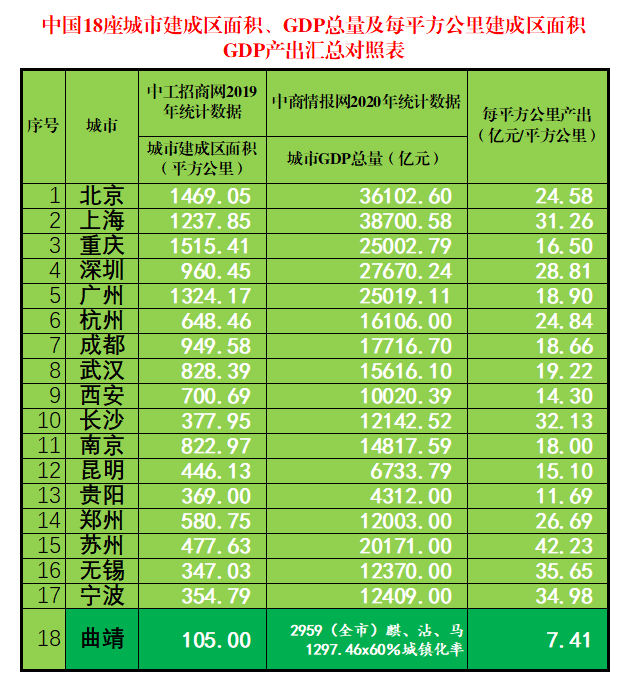 中国18座城市建成区面积、GDP总量及每平方公里建成区面积
GDP产出汇总对照表
序号 城市 中工招商网2019年统计数据 中商情报网2020年统计数据 每平方公里产出（亿元/平方公里）
城市建成区面积（平方公里） 城市GDP总量（亿元）
1 北京 1469.05 36102.60 24.58
2 上海 1237.85 38700.58 31.26
3 重庆 1515.41 25002.79 16.50
4 深圳 960.45 27670.24 28.81
5 广州 1324.17 25019.11 18.90
6 杭州 648.46 16106.00 24.84
7 成都 949.58 17716.70 18.66
8 武汉 828.39 15616.10 19.22
9 西安 700.69 10020.39 14.30
10 长沙 377.95 12142.52 32.13
11 南京 822.97 14817.59 18.00
12 昆明 446.13 6733.79 15.10
13 贵阳 369.00 4312.00 11.69
14 郑州 580.75 12003.00 26.69
15 苏州 477.63 20171.00 42.23
16 无锡 347.03 12370.00 35.65
17 宁波 354.79 12409.00 34.98
18 曲靖 105.00 2959（全市）麒、沾、马1297.46x60%城镇化率 7.41